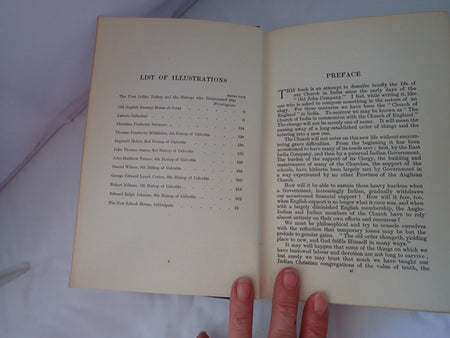 LIST OF ILLUSTRATIONS
FACING PAGE
The First Indian Bishop and the Bishops who Consecrated Him
Frontispiece
Old English Factory House at Surat
Lahore Cathedral
Christian Frederick Schwartz
Thomas Fanshawe Middleton, 1st Bishop of Calcutta
Reginald Heber, 2nd Bishop of Calcutta
John Thomas James, 3rd Bishop of Calcutta
John Matthias Turner, 4th Bishop of Calcutta
Daniel Wilson, 5th Bishop of Calcutta
George Edward Lynch Cotton, 6th Bishop of Calcutta
Robert Milman, 7th Bishop of Calcutta
Edward Ralph Johnson, 8th Bishop of Calcutta
The New School House, Jubbulpore
PREFACE
THIS book is an attempt to describe briefly the life of
our Church in India since the early days of the
"Old John Company." I feel, while writing it, like
one who is asked to compose something in the nature of an
elegy. For three centuries we have been the "Church of
England" in India. To-morrow we may be known as "The
Church of India in communion with the Church of England."
The change will not be merely one of name. It means the
passing away of a long-established order of things and the
entering into a new one.
The Church will not enter on this new life without encoun-
tering grave difficulties. From the beginning it has been
accustomed to much nursing care, first, by the East India
Company, and then by a paternal Indian Government.
The burden of the support of its Clergy, the building and
maintenance of many of the Churches, the support of its
schools, have hitherto been largely met by Government in
a way experienced by no other Province of the Anglican
Church.
How will it be able to sustain these heavy burdens when
a Government, increasingly Indian, gradually withdraws
our accustomed financial support? How will it fare, too,
when English support is no longer what it once was, and when
with a largely diminished English membership, the Anglo-
Indian and Indian members of the Church have to rely
almost entirely on their own efforts and resources?
We must be philosophical and try to console ourselves
with the reflection that temporary losses may be but the
prelude to greater gains. "The old order changeth, yielding
place to new, and God fulfils Himself in many ways."
It may well happen that some of the things on which we
have bestowed labour and devotion are not slow to
but we may surely trust that much we have taught our
Indian Christian congregations of the value of truth, the